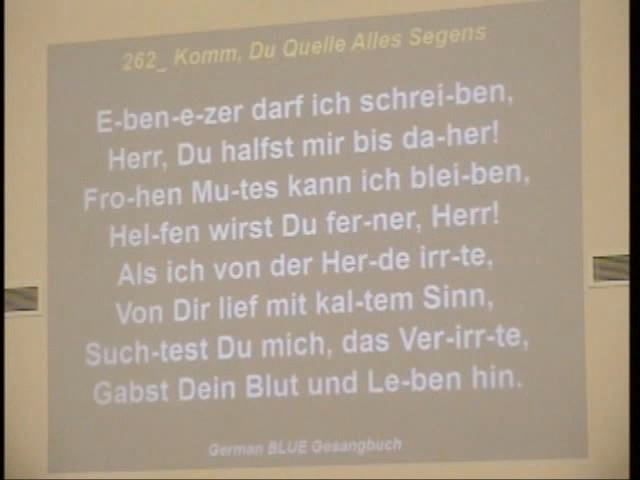 262_ Komm, Du Quelle Alles Segens
E-ben-e-zer darf ich schrei-ben,
Herr, Du halfst mir bis da-her!
Fro-hen Mu-tes kann ich blei-ben,
Hel-fen wirst Du fer-ner, Herr!
Als ich von der Her-de irr-te,
Von Dir lief mit kal-tem Sinn,
Such-test Du mich, das Ver-irr-te,
Gabst Dein Blut und Le-ben hin.
German BLUE Gesangbuch